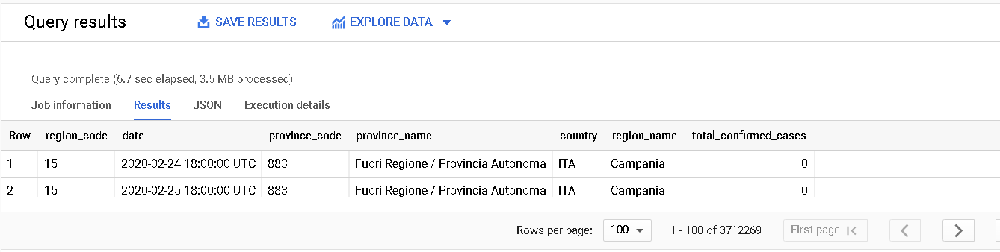 Query results SAVE RESULTS EXPLORE DATA
Query complete (6.7 sec elapsed, 3.5 MB processed)
Job information Results JSON Execution details
Row region_code date province_code province_name country region_name total_confirmed_cases
1 15 2020-02-24 18:00:00 UTC 883 Fuori Regione / Provincia Autonoma ITA Campania 0
2 15 2020-02-25 18:00:00 UTC 883 Fuori Regione / Provincia Autonoma ITA Campania 0
Rows per page: 100 1 - 100 of 3712269 First page